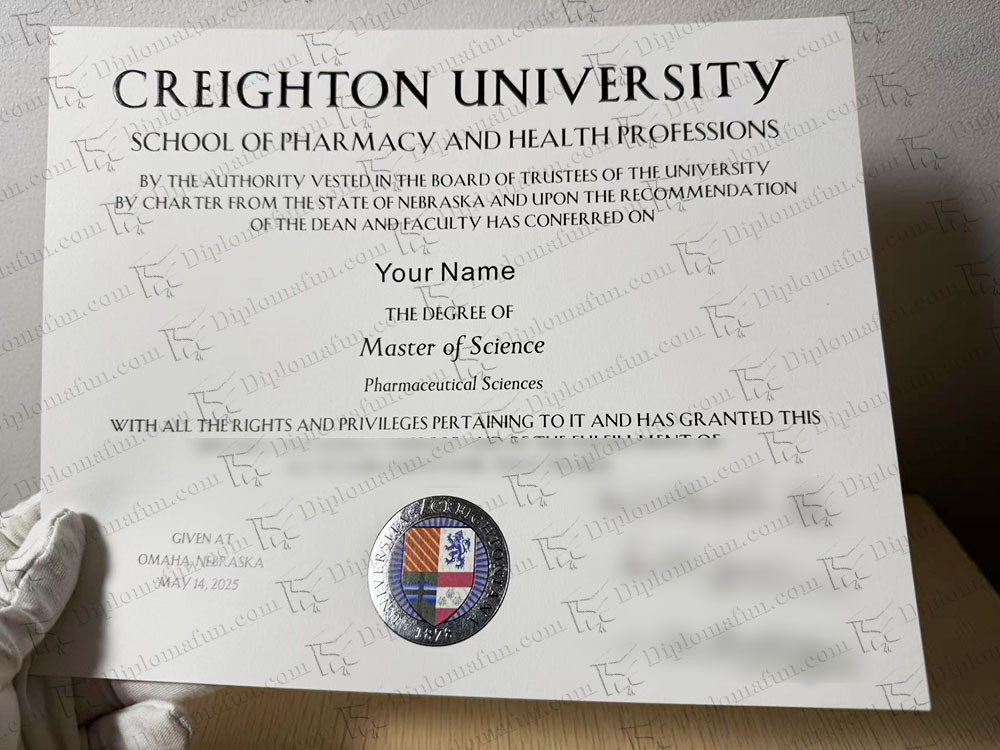 CREIGHTON UNIVERSITY
SCHOOL OF PHARMACY AND HEALTH PROFESSIONS
BY THE AUTHORITY VESTED IN THE BOARD OF TRUSTEES OF THE UNIVERSITY
BY CHARTER FROM THE STATE OF NEBRASKA AND UPON THE RECOMMENDATION
OF THE DEAN AND FACULTY HAS CONFERRED ON
Your Name
THE DEGREE OF
Master of Science
Pharmaceutical Sciences
WITH ALL THE RIGHTS AND PRIVILEGES PERTAINING TO IT AND HAS GRANTED THIS
THE FULFILLMENT OF
GIVEN AT
OMAHA, NEBRASKA
MAY 14, 2025
1878
Diplomafun.com